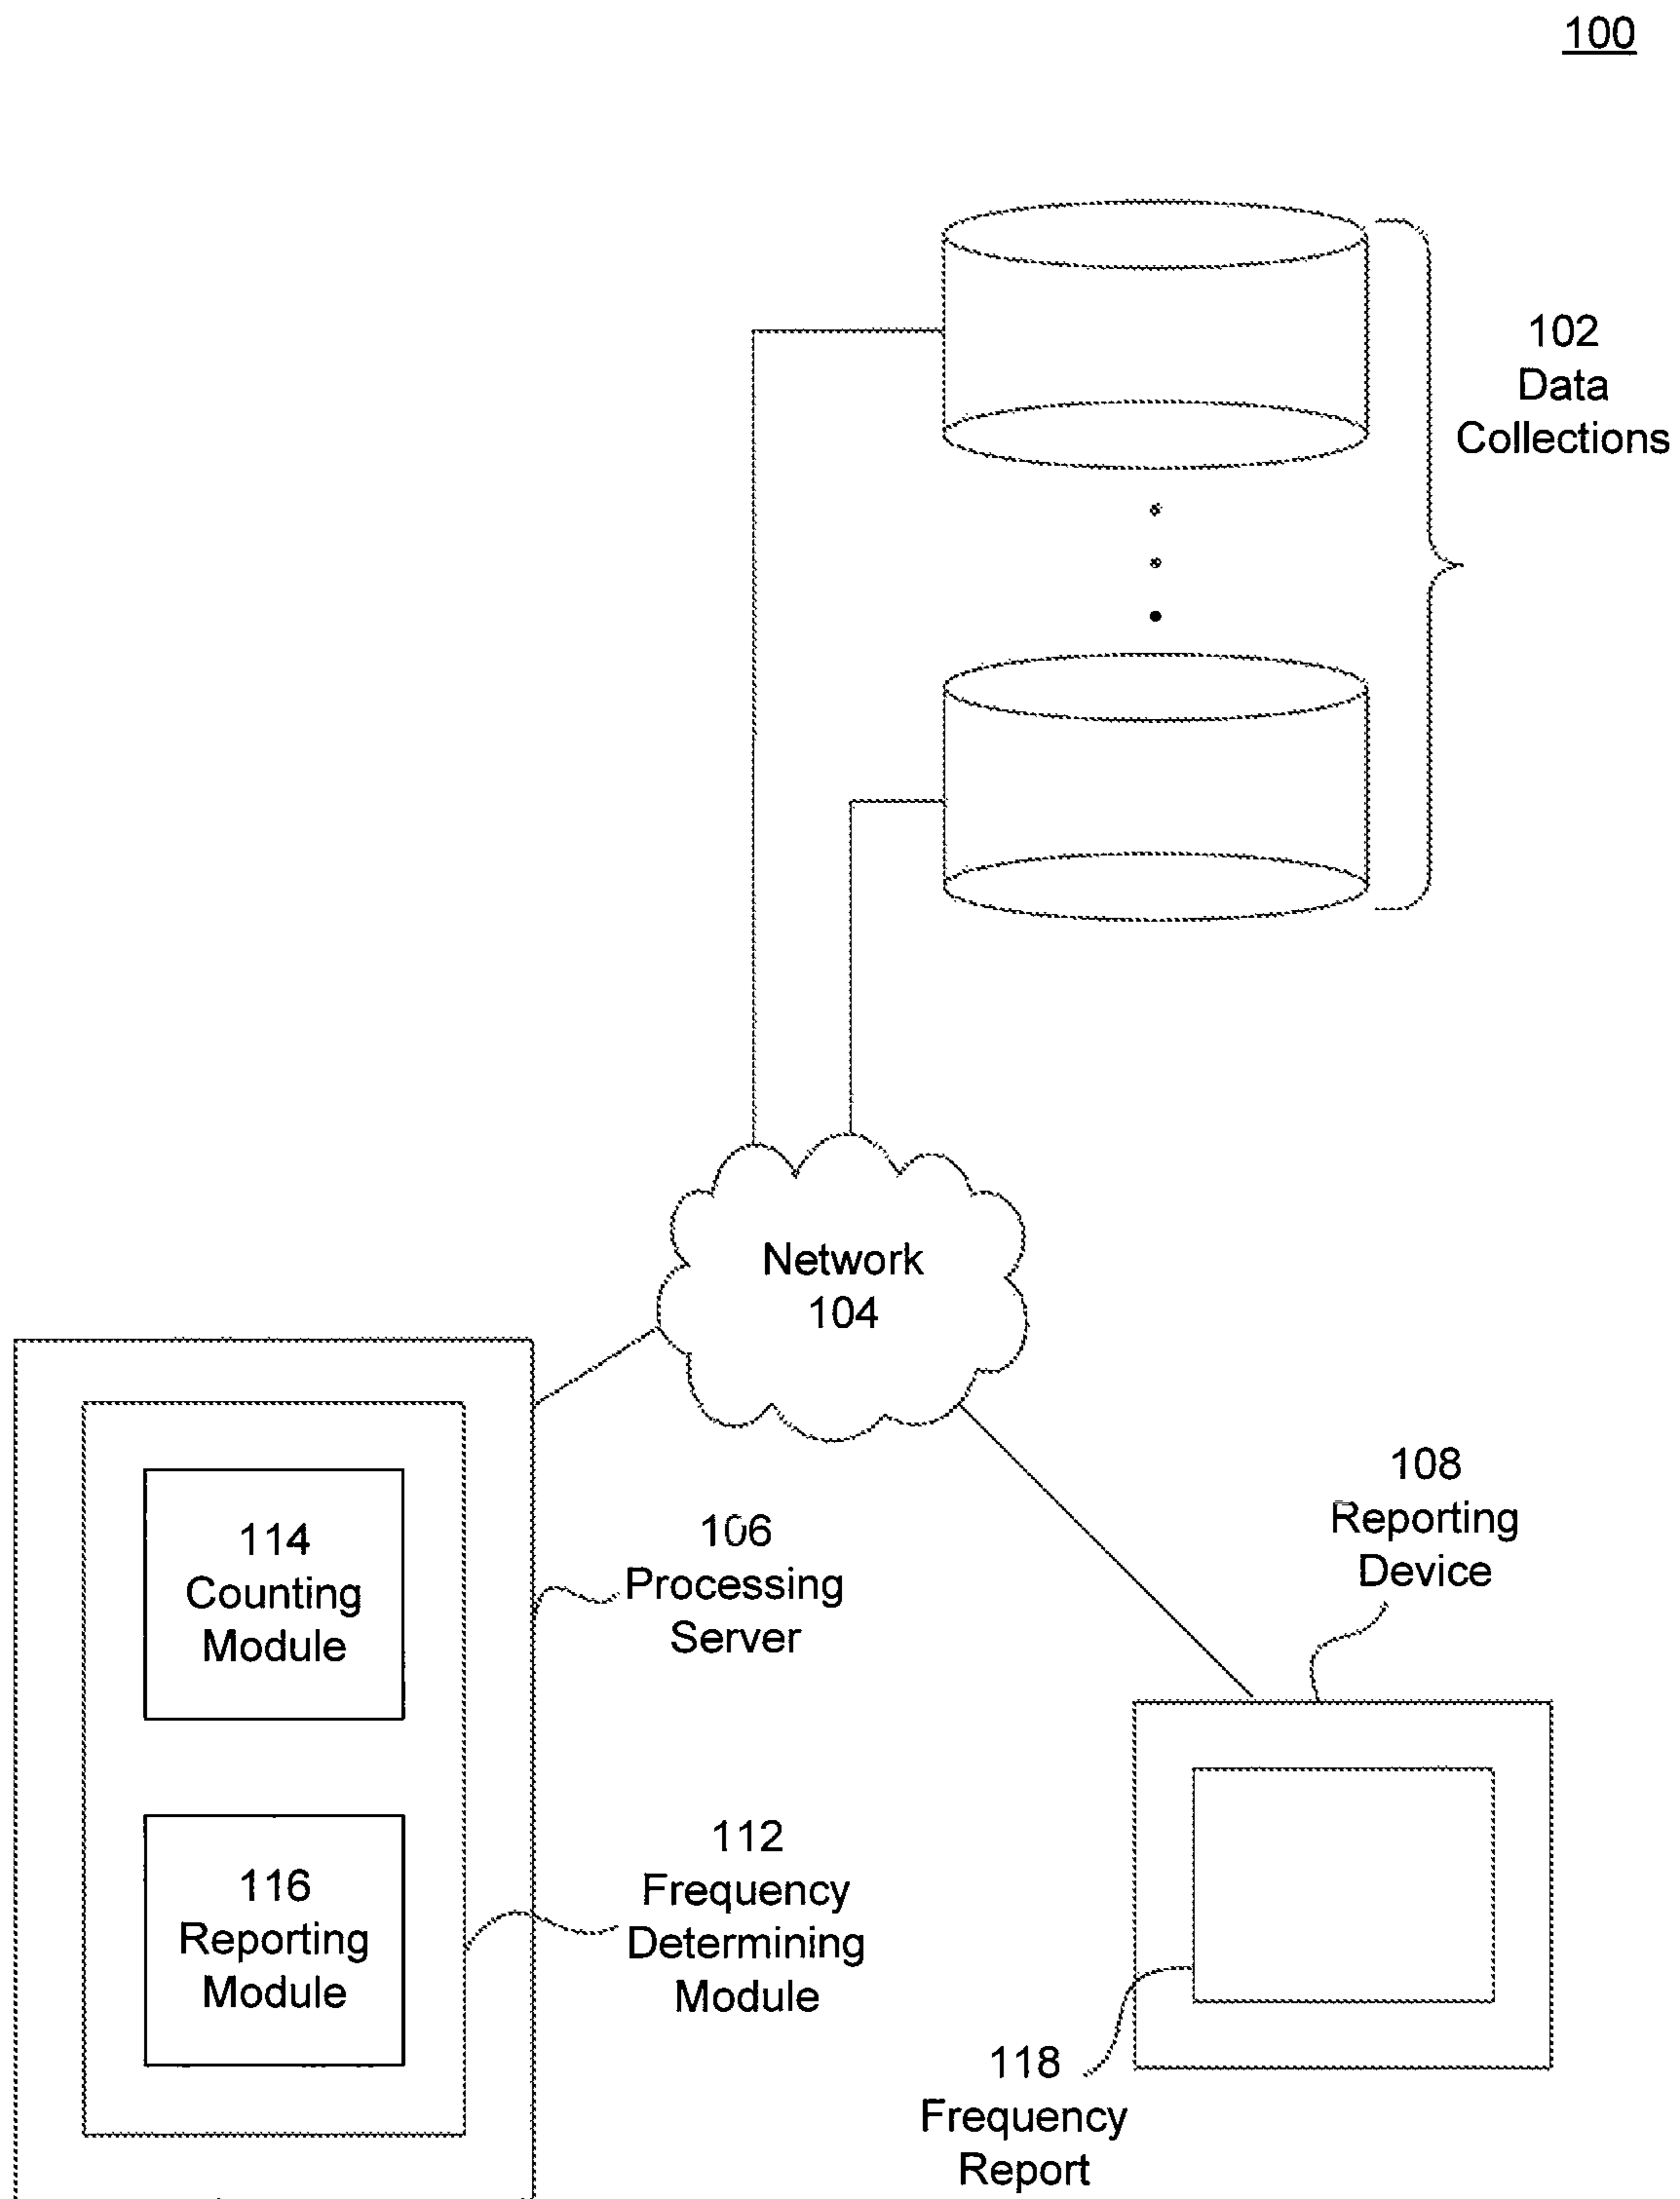 100
102
Data
Collections
Network
104
114
Counting
Module
106
Processing
Server
108
Reporting
Device
116
Reporting
Module
112
Frequency
Determining
Module
118
Frequency
Report